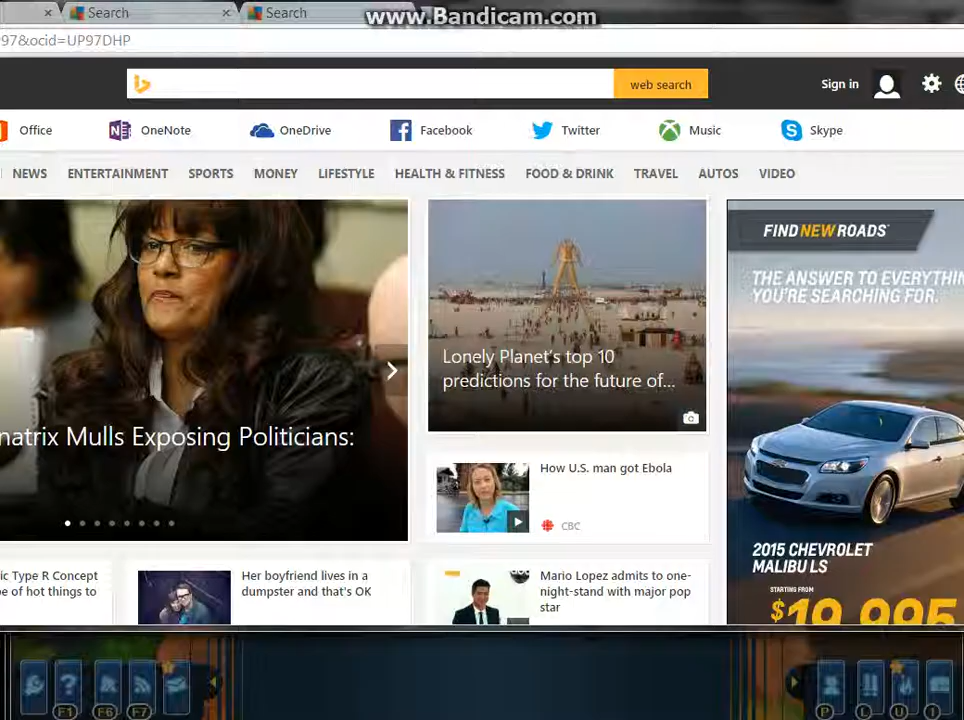 www.Bandicam.com
Search
Search
97&ocid=UP97DHP
web search
Sign in
Office
OneNote
OneDrive
Facebook
Twitter
Music
Skype
NEWS
ENTERTAINMENT
SPORTS
MONEY
LIFESTYLE
HEALTH & FITNESS
FOOD & DRINK
TRAVEL
AUTOS
VIDEO
natrix Mulls Exposing Politicians:
Lonely Planet's top 10
predictions for the future of...
How U.S. man got Ebola
CBC
ic Type R Concept
e of hot things to
Her boyfriend lives in a
dumpster and that's OK
Mario Lopez admits to one-
night-stand with major pop
star
FIND NEW ROADS
THE ANSWER TO EVERYTHIN
YOU'RE SEARCHING FOR.
2015 CHEVROLET
MALIBU LS
STARTING FROM
$19,995
F1
F6
F7
P
L
U
I